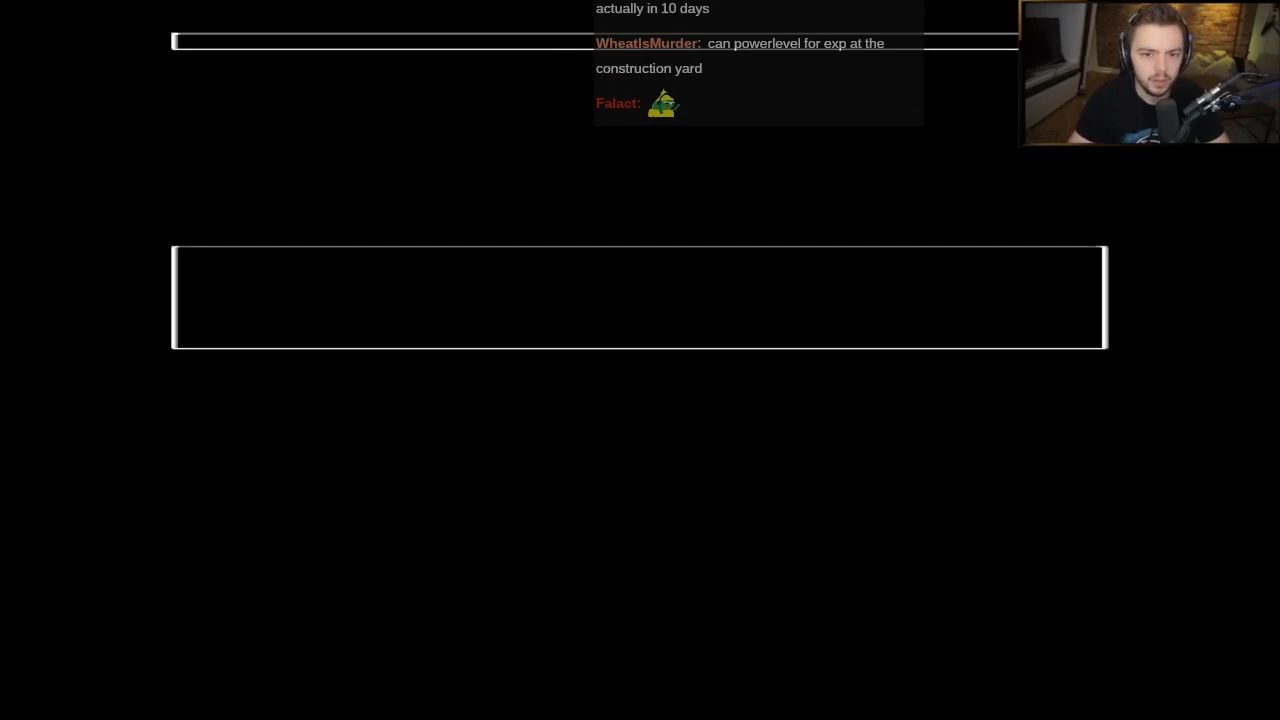 actually in 10 days
WheatIsMurder: can powerlevel for exp at the
construction yard
Falact: